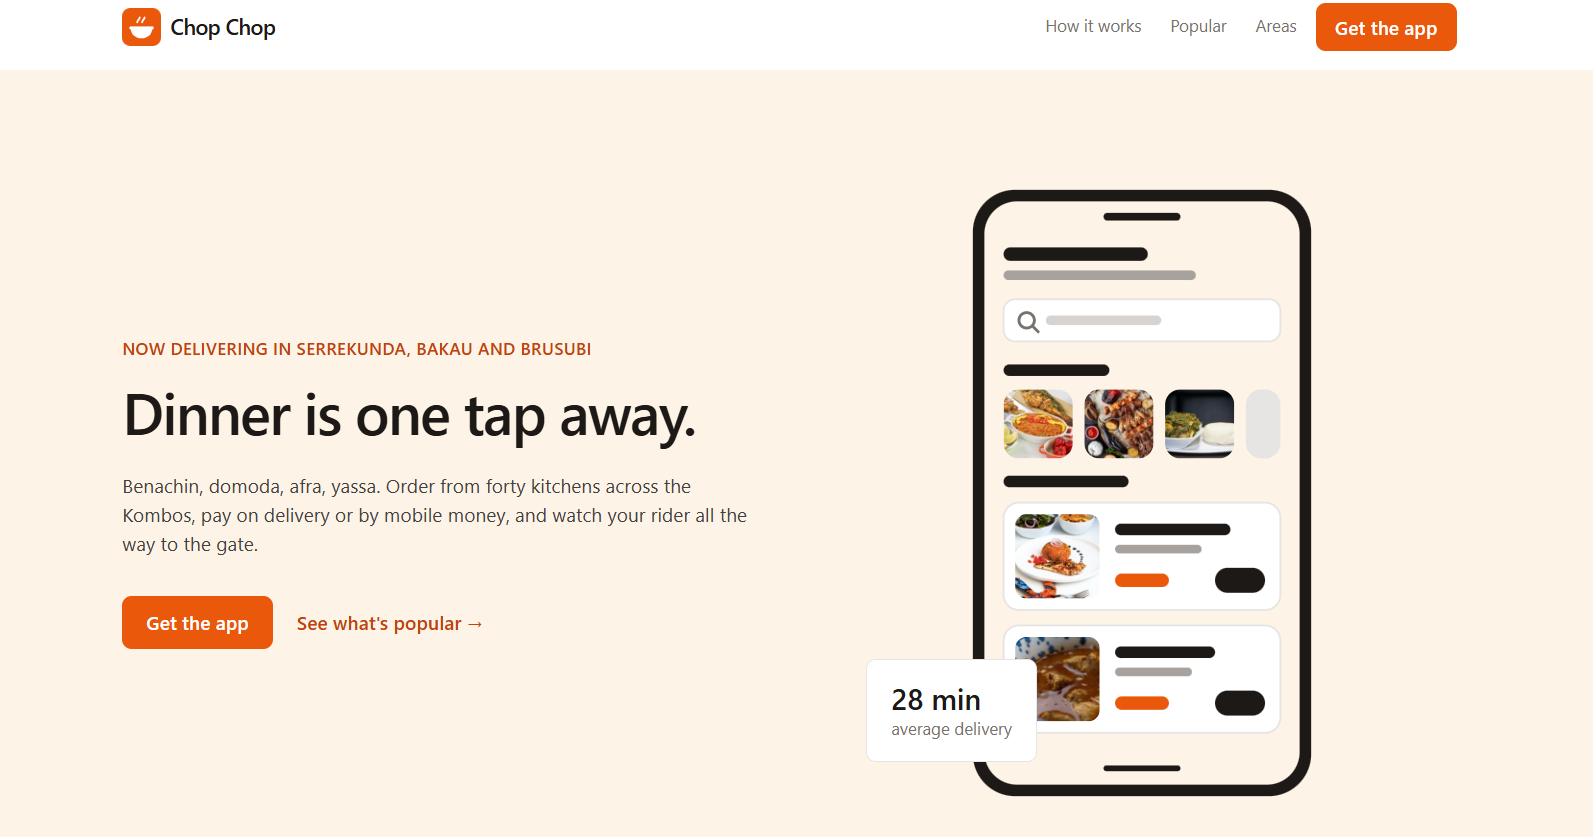 Chop Chop
How it works
Popular
Areas
Get the app
NOW DELIVERING IN SERREKUNDA, BAKAU AND BRUSUBI
Dinner is one tap away.
Benachin, domoda, afra, yassa. Order from forty kitchens across the
Kombos, pay on delivery or by mobile money, and watch your rider all the
way to the gate.
Get the app
See what's popular →
28 min
average delivery